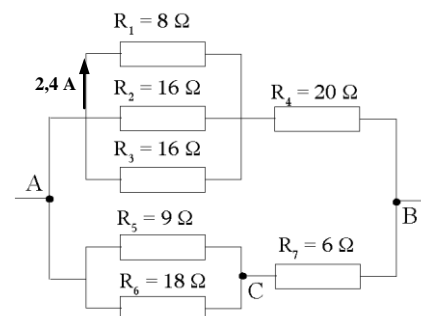 R₁ = 8 Ω
2,4 A
R₂ = 16 Ω
R₄ = 20 Ω
R₃ = 16 Ω
A
B
R₅ = 9 Ω
R₇ = 6 Ω
R₆ = 18 Ω
C